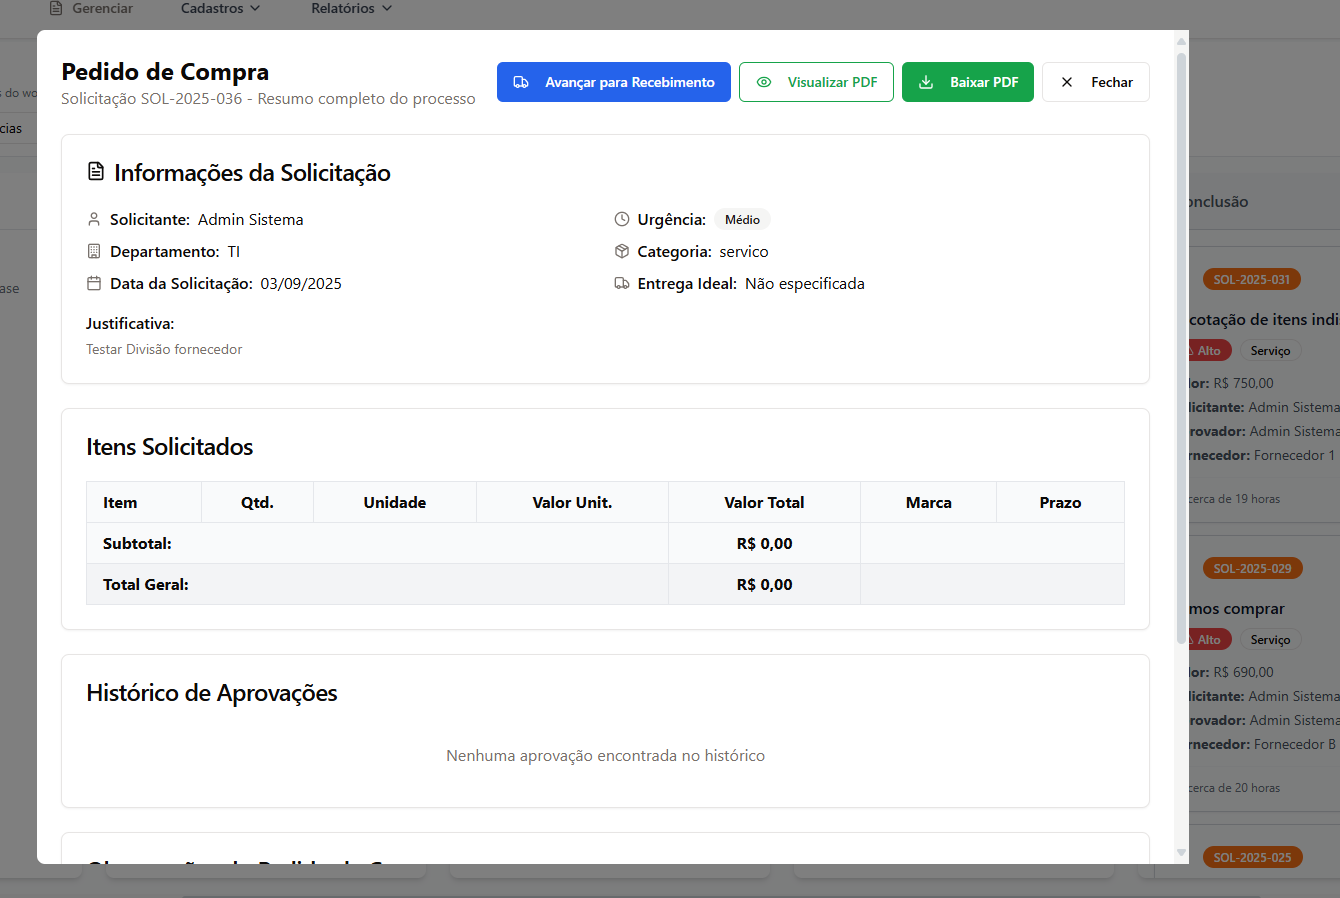 Gerenciar
Cadastros
Relatórios
Pedido de Compra
Solicitação SOL-2025-036 - Resumo completo do processo
Avançar para Recebimento
Visualizar PDF
Baixar PDF
Fechar
Informações da Solicitação
Solicitante: Admin Sistema
Urgência: Médio
Departamento: TI
Categoria: servico
Data da Solicitação: 03/09/2025
Entrega Ideal: Não especificada
Justificativa:
Testar Divisão fornecedor
Itens Solicitados
Item Qtd. Unidade Valor Unit. Valor Total Marca Prazo
Subtotal: R$ 0,00
Total Geral: R$ 0,00
Histórico de Aprovações
Nenhuma aprovação encontrada no histórico
s do wo
cias
ase
onclusão
SOL-2025-031
cotação de itens indi
Alto
Serviço
lor: R$ 750,00
licitante: Admin Sistema
rovador: Admin Sistema
rnecedor: Fornecedor 1
cerca de 19 horas
SOL-2025-029
mos comprar
Alto
Serviço
lor: R$ 690,00
licitante: Admin Sistema
rovador: Admin Sistema
rnecedor: Fornecedor B
cerca de 20 horas
SOL-2025-025